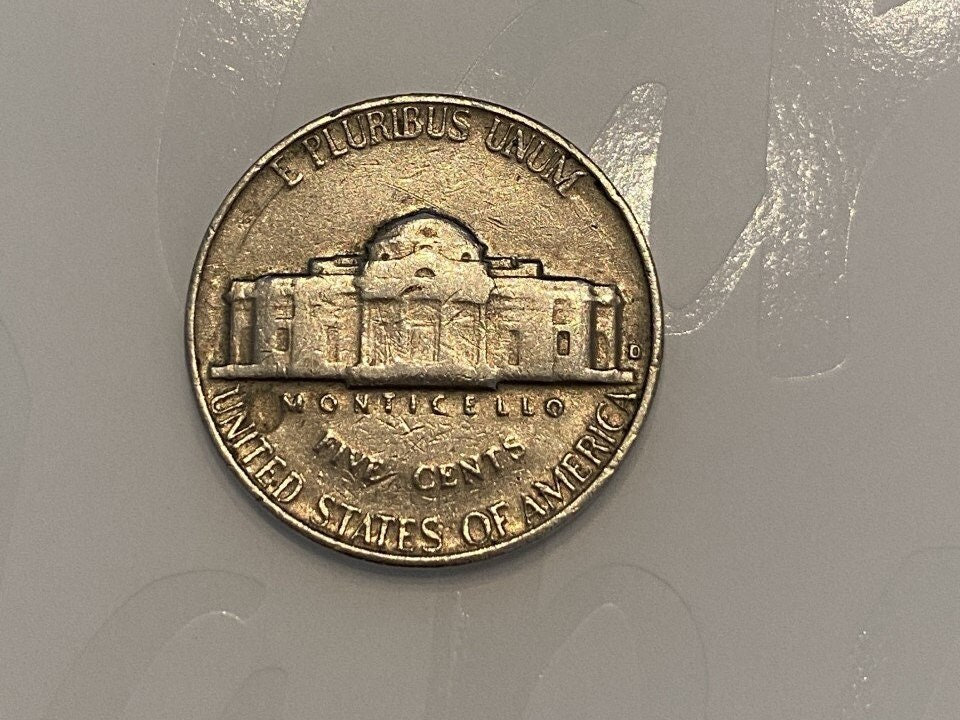 E PLURIBUS UNUM
D
MONTICELLO
FIVE CENTS
UNITED STATES OF AMERICA